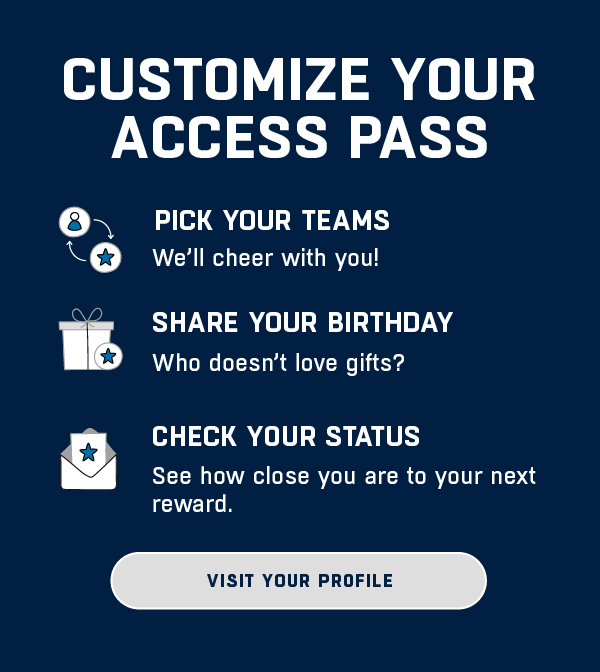 CUSTOMIZE YOUR
ACCESS PASS
PICK YOUR TEAMS
We’ll cheer with you!
SHARE YOUR BIRTHDAY
Who doesn’t love gifts?
CHECK YOUR STATUS
See how close you are to your next
reward.
VISIT YOUR PROFILE